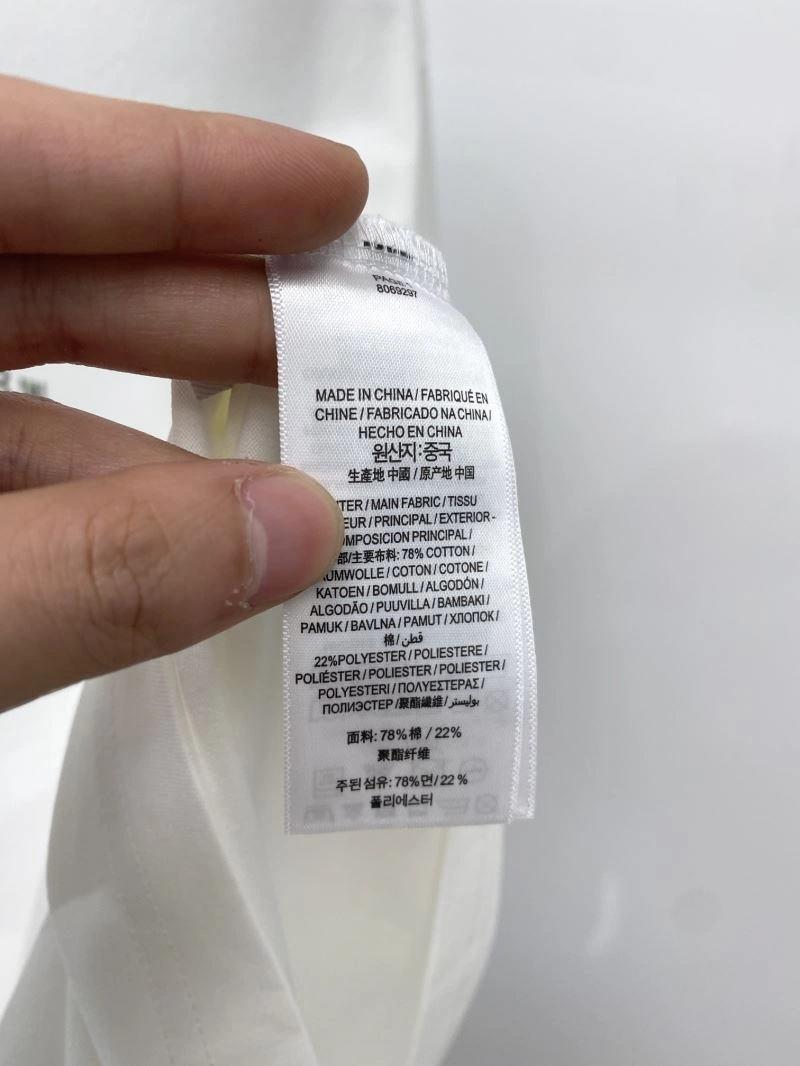 PAGE 1
8069297
MADE IN CHINA / FABRIQUÉ EN
CHINE / FABRICADO NA CHINA /
HECHO EN CHINA
원산지:중국
生產地 中國 / 原产地 中国
/ MAIN FABRIC / TISSU
/ PRINCIPAL / EXTERIOR -
PRINCIPAL /
主要布料: 78% COTTON /
/ COTON / COTONE /
KATOEN / BOMULL / ALGODÓN /
ALGODÃO / PUUVILLA / BAMBAKI /
PAMUK / BAVLNA / PAMUT / ХЛОПОК /
棉 / قطن
22%POLYESTER / POLIESTERE /
POLIÉSTER / POLIESTER / POLIESTER /
POLYESTERI / ΠΟΛΥΕΣΤΕΡΑΣ /
ПОЛИЭСТЕР /聚酯纖維/ بوليستر
面料: 78% 棉 / 22%
聚酯纤维
주된 섬유: 78% 면/ 22 %
폴리에스터